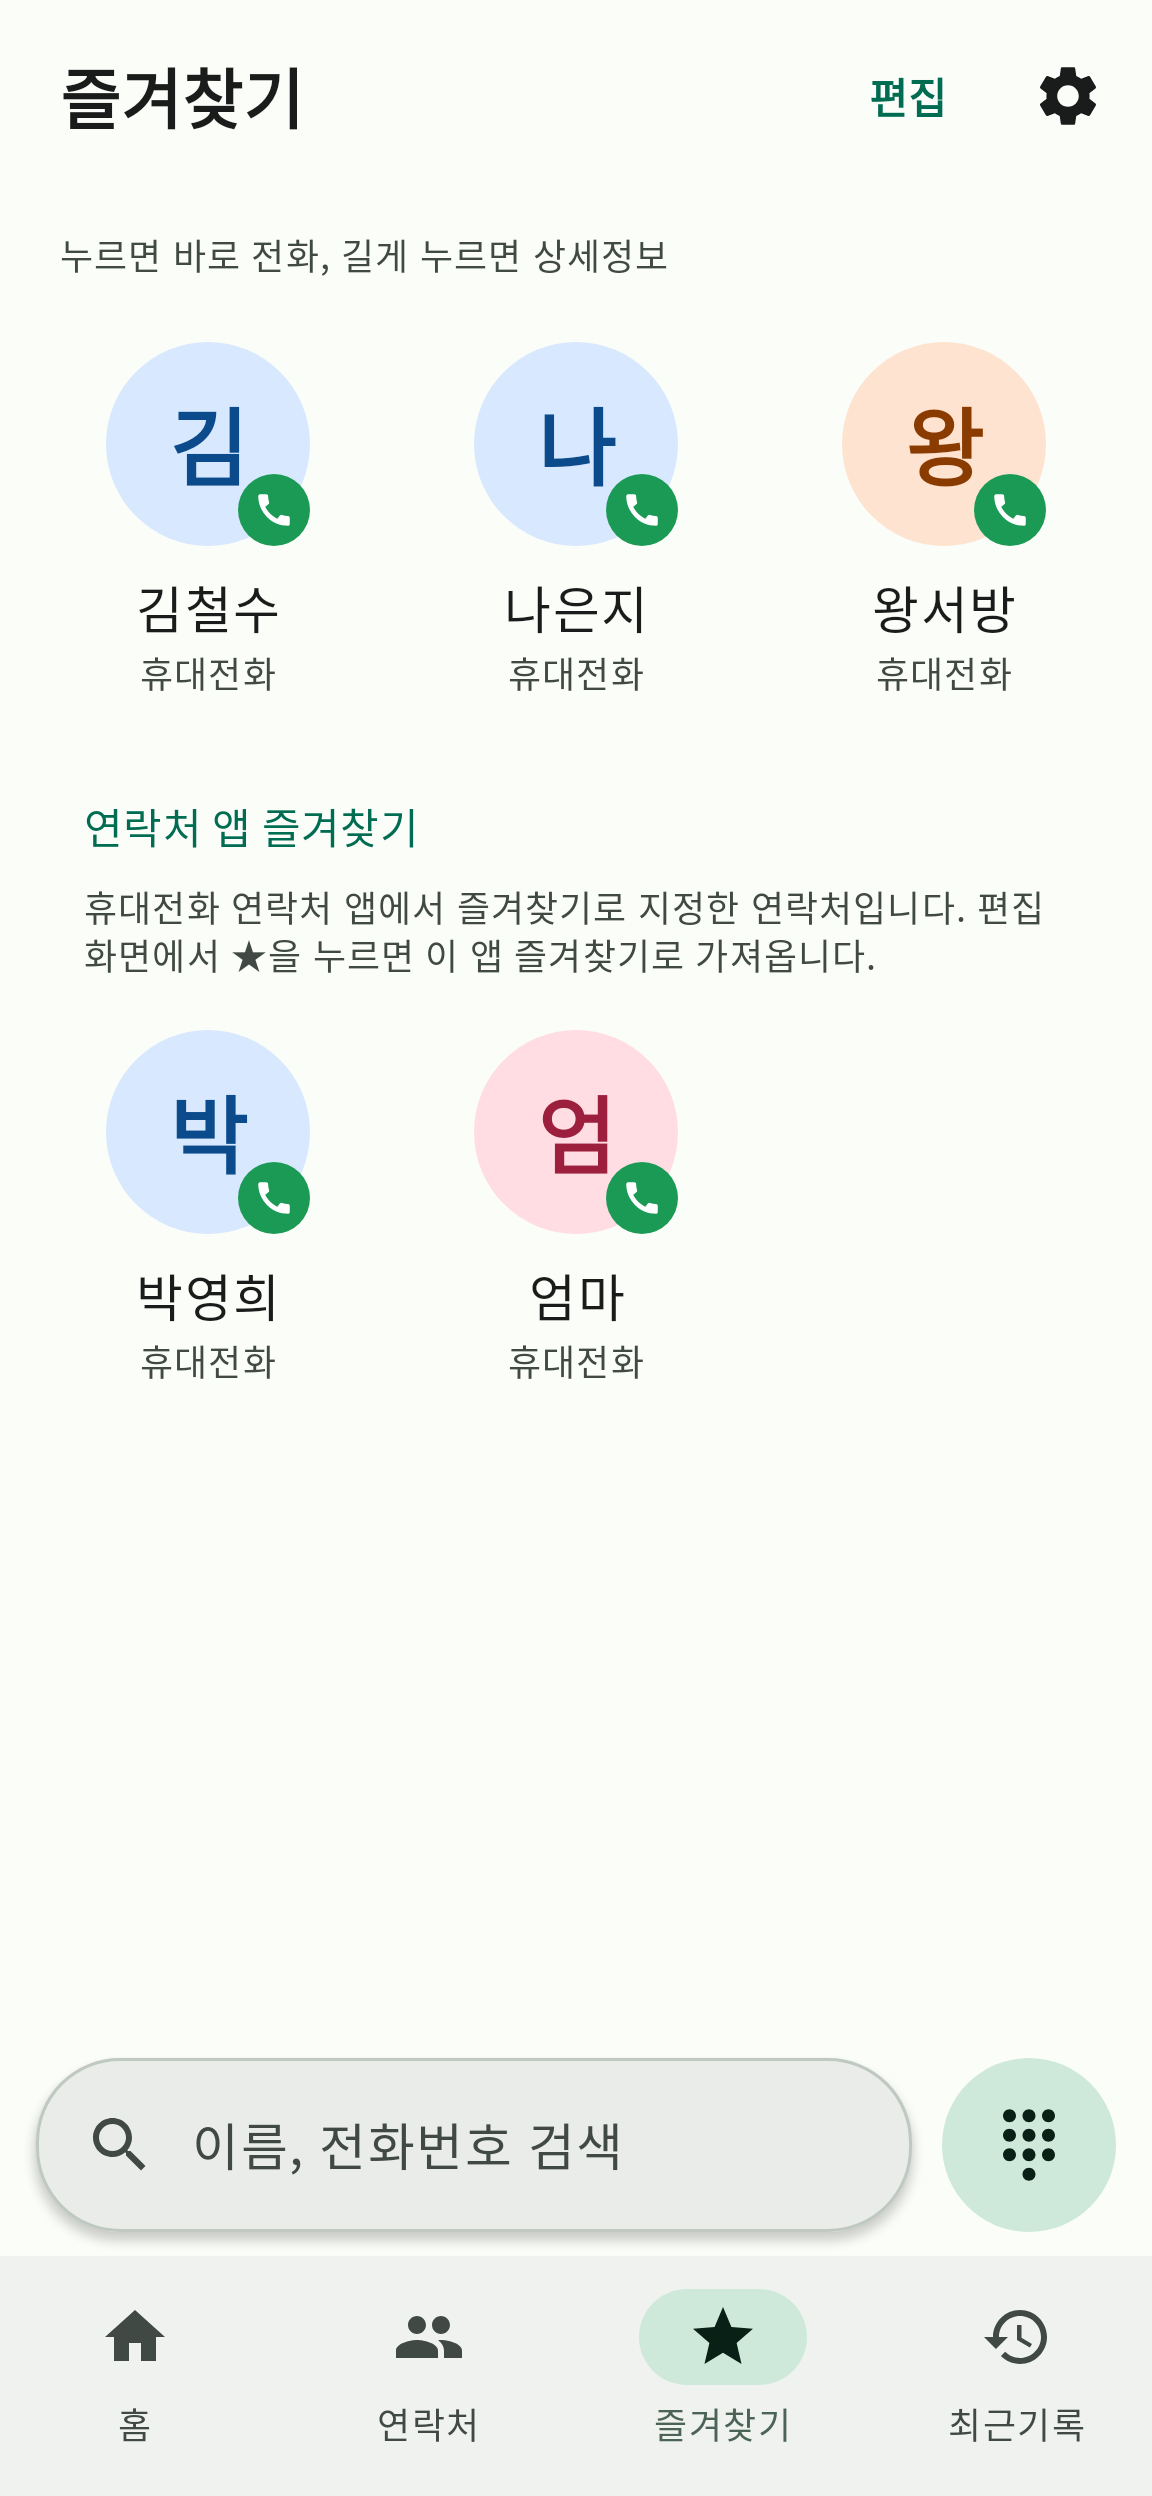 즐겨찾기
편집
누르면 바로 전화, 길게 누르면 상세정보
김
나
왕
김철수
나은지
왕서방
휴대전화
휴대전화
휴대전화
연락처 앱 즐겨찾기
휴대전화 연락처 앱에서 즐겨찾기로 지정한 연락처입니다. 편집
화면에서 ★을 누르면 이 앱 즐겨찾기로 가져옵니다.
박
엄
박영희
엄마
휴대전화
휴대전화
이름, 전화번호 검색
홈
연락처
즐겨찾기
최근기록